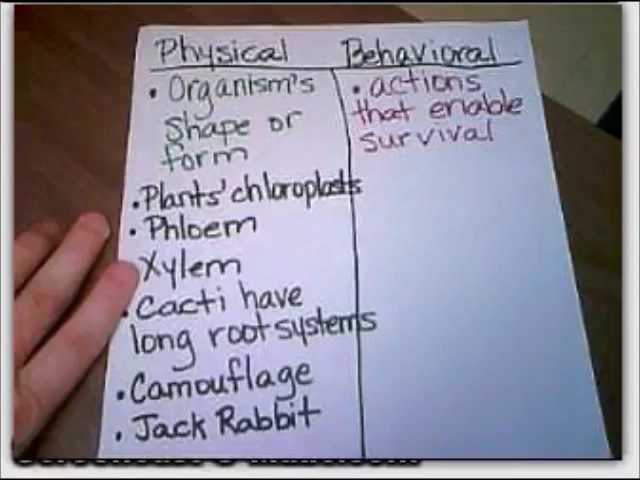 Physical Behavioral
• Organism's
shape or
form
• Plants' chloroplasts
• Phloem
Xylem
• Cacti have
long root systems
• Camouflage
• Jack Rabbit
• actions
that enable
survival